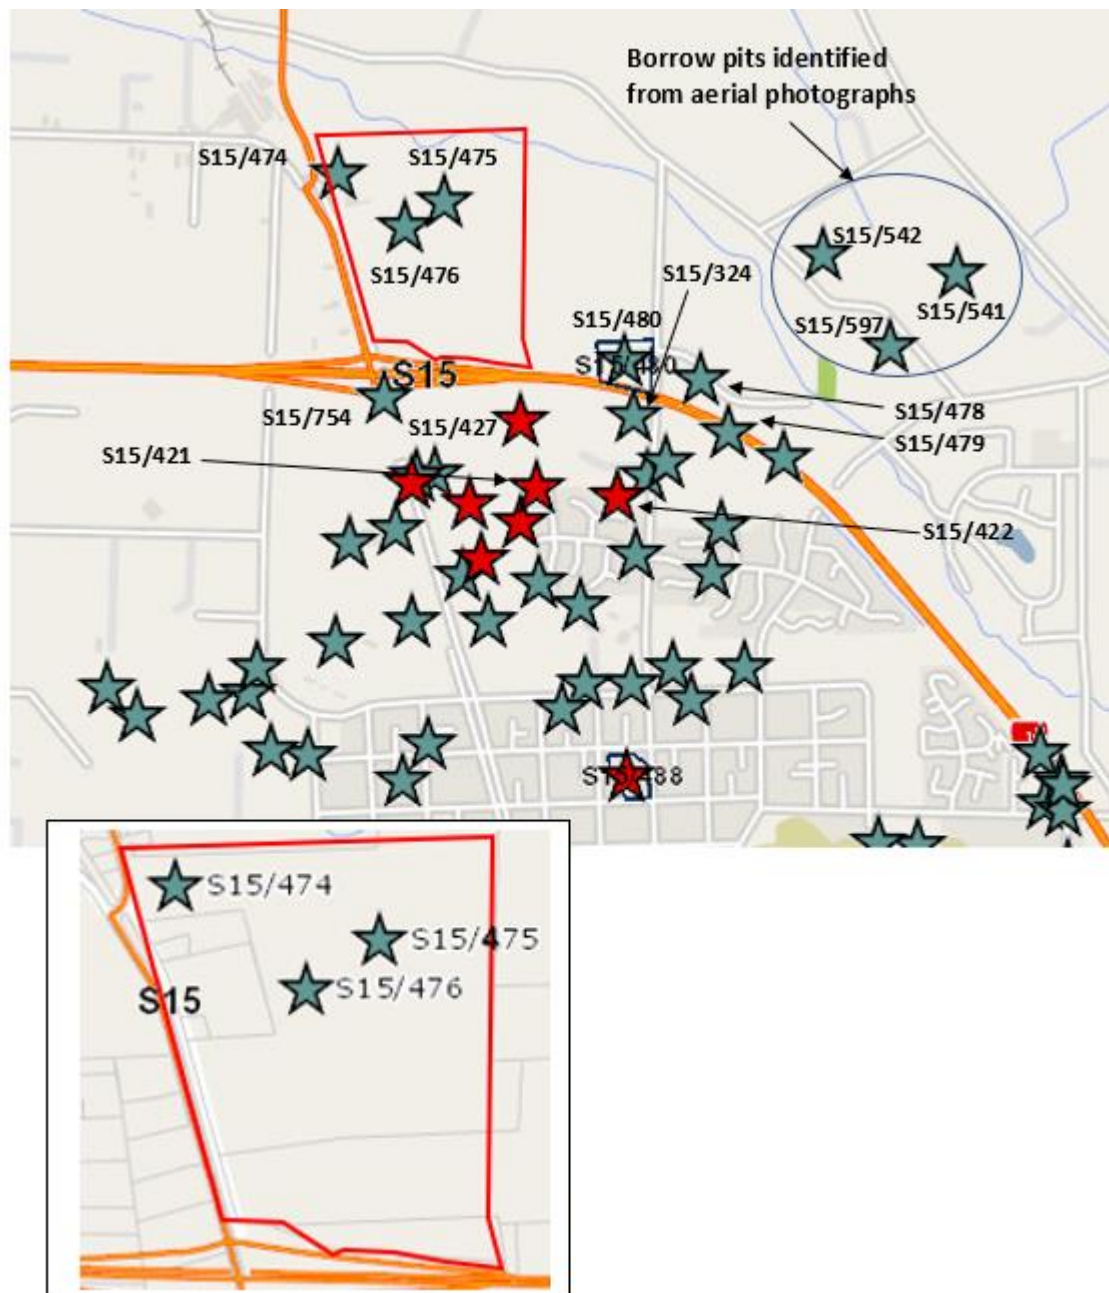 Borrow pits identified
from aerial photographs
S15/474
S15/475
S15/476
S15/542
S15/324
S15/541
S15/480
S15/597
S15
S15/754
S15/427
S15/478
S15/479
S15/421
S15/422
S15/474
S15/475
S15/476
S15